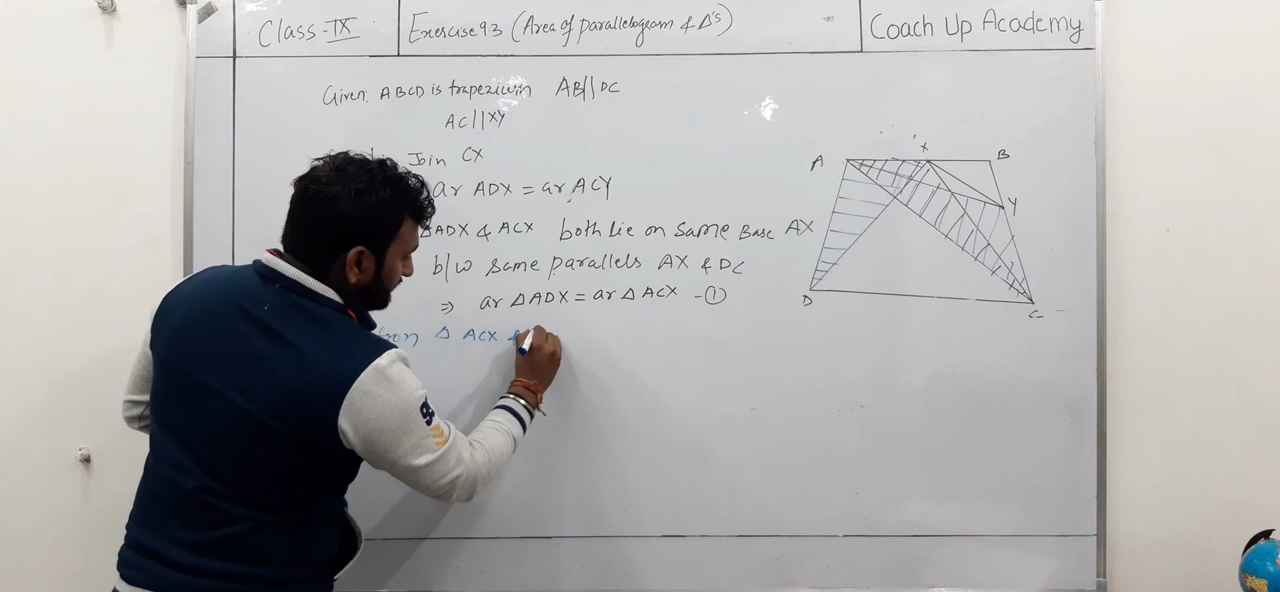 Class-IX
Exercise 9.3 (Area of parallelogram & Δ's)
Coach Up Academy
Given: ABCD is trapezium AB||DC
AC||XY
Join CX
ar ADX = ar ACY
ΔADX & ACX both lie on same Base AX
b/w same parallels AX & DC
⇒ ar Δ ADX = ar Δ ACX -①
Δ ACX &
A
X
B
Y
D
C